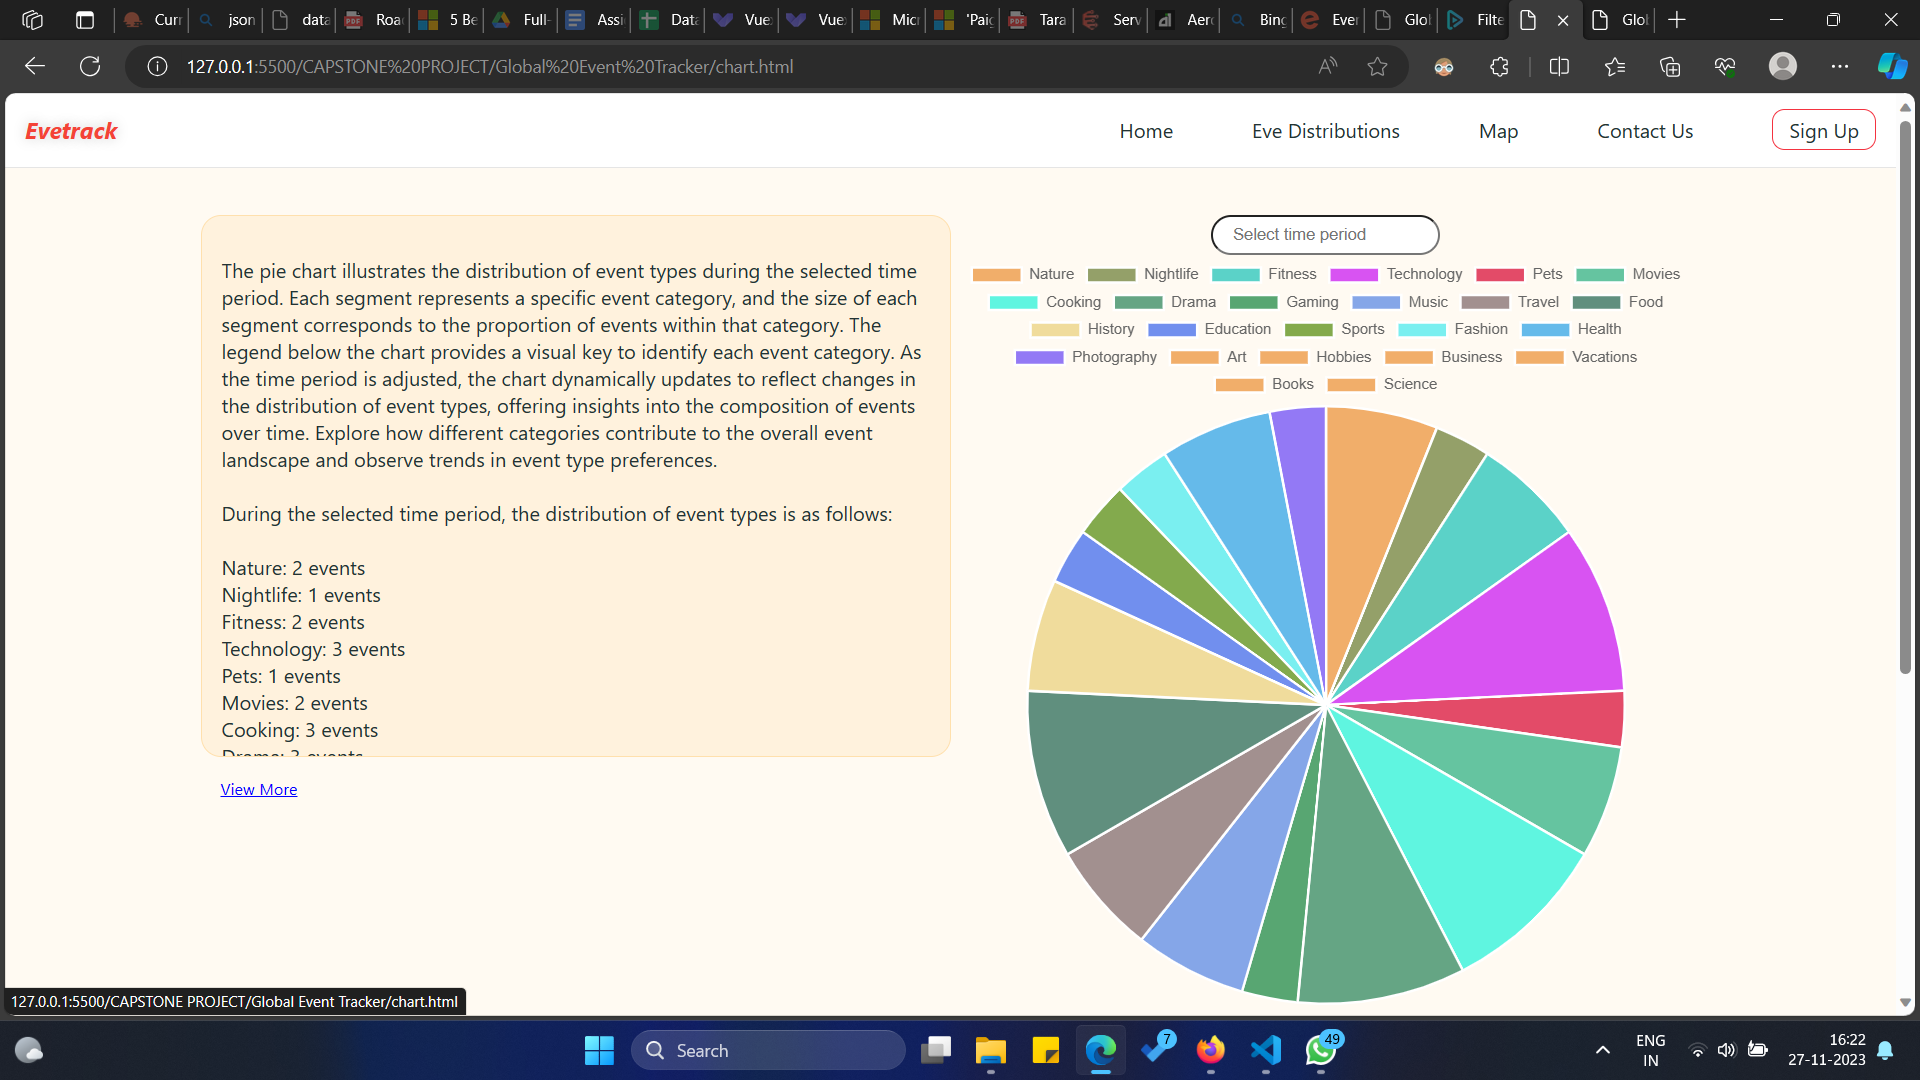 Curr
json
data
Road
5 Be
Full-
Assi
Data
Vue
Vue
Micr
'Paig
Tara
Serv
Aero
Bing
Ever
Glob
Filte
Glob
127.0.0.1:5500/CAPSTONE%20PROJECT/Global%20Event%20Tracker/chart.html
Evetrack
Home
Eve Distributions
Map
Contact Us
Sign Up
The pie chart illustrates the distribution of event types during the selected time
period. Each segment represents a specific event category, and the size of each
segment corresponds to the proportion of events within that category. The
legend below the chart provides a visual key to identify each event category. As
the time period is adjusted, the chart dynamically updates to reflect changes in
the distribution of event types, offering insights into the composition of events
over time. Explore how different categories contribute to the overall event
landscape and observe trends in event type preferences.
During the selected time period, the distribution of event types is as follows:
Nature: 2 events
Nightlife: 1 events
Fitness: 2 events
Technology: 3 events
Pets: 1 events
Movies: 2 events
Cooking: 3 events
Drama: 3 events
View More
Select time period
Nature Nightlife Fitness Technology Pets Movies
Cooking Drama Gaming Music Travel Food
History Education Sports Fashion Health
Photography Art Hobbies Business Vacations
Books Science
127.0.0.1:5500/CAPSTONE PROJECT/Global Event Tracker/chart.html
Search
7
49
ENG
IN
16:22
27-11-2023